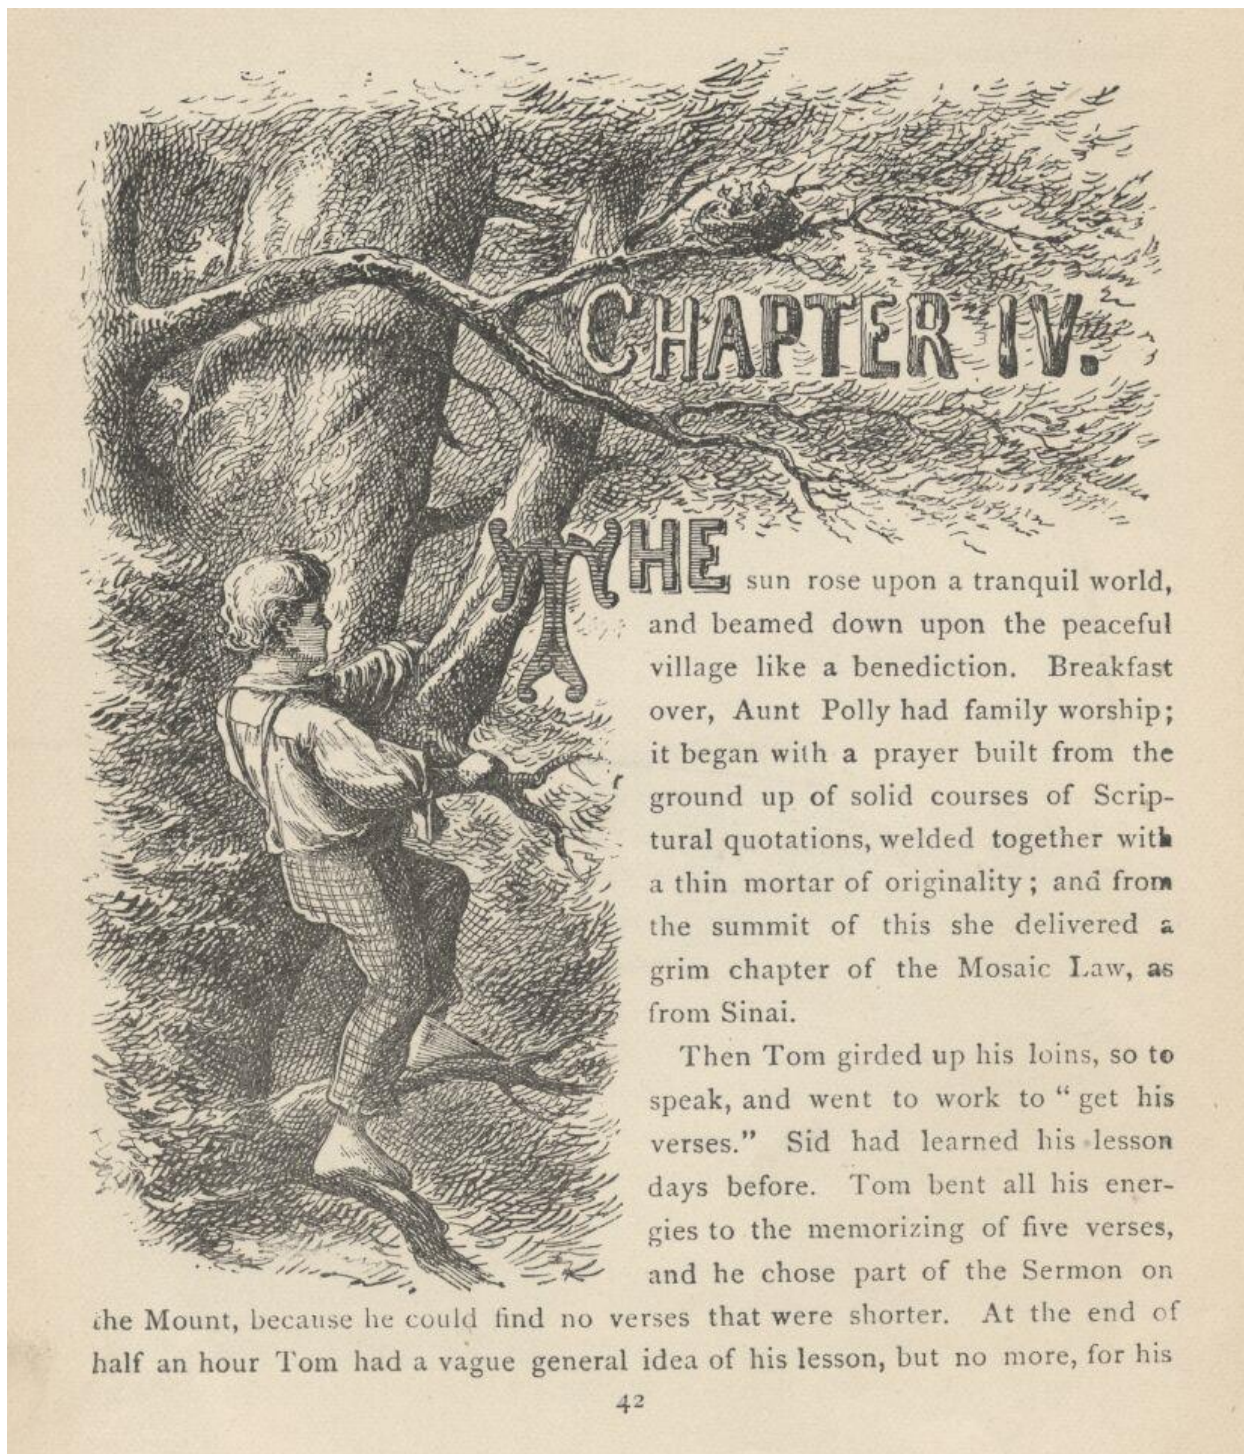 CHAPTER IV.
THE sun rose upon a tranquil world,
and beamed down upon the peaceful
village like a benediction. Breakfast
over, Aunt Polly had family worship;
it began with a prayer built from the
ground up of solid courses of Scrip-
tural quotations, welded together with
a thin mortar of originality; and from
the summit of this she delivered a
grim chapter of the Mosaic Law, as
from Sinai.
Then Tom girded up his loins, so to
speak, and went to work to "get his
verses." Sid had learned his lesson
days before. Tom bent all his ener-
gies to the memorizing of five verses,
and he chose part of the Sermon on
the Mount, because he could find no verses that were shorter. At the end of
half an hour Tom had a vague general idea of his lesson, but no more, for his
42